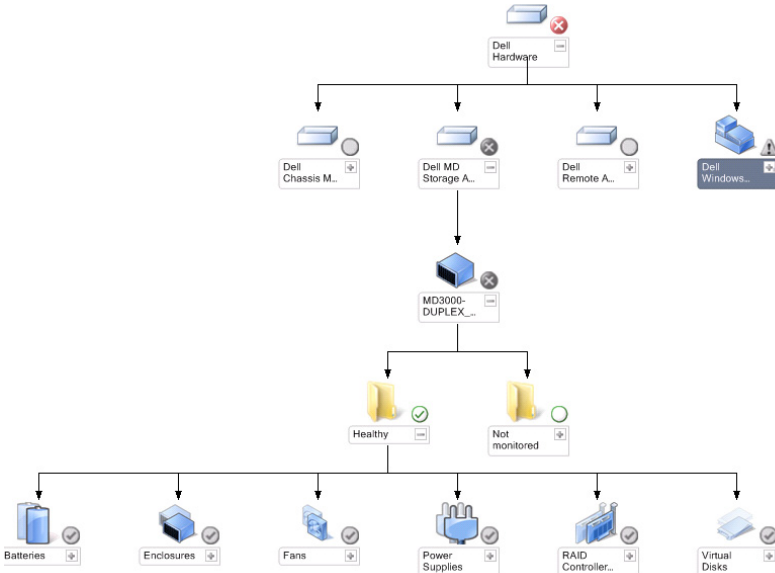 Dell
Hardware
Dell
Chassis M...
Dell MD
Storage A...
Dell
Remote A...
Dell
Windows...
MD3000-
DUPLEX_...
Healthy
Not
monitored
Batteries
Enclosures
Fans
Power
Supplies
RAID
Controller...
Virtual
Disks